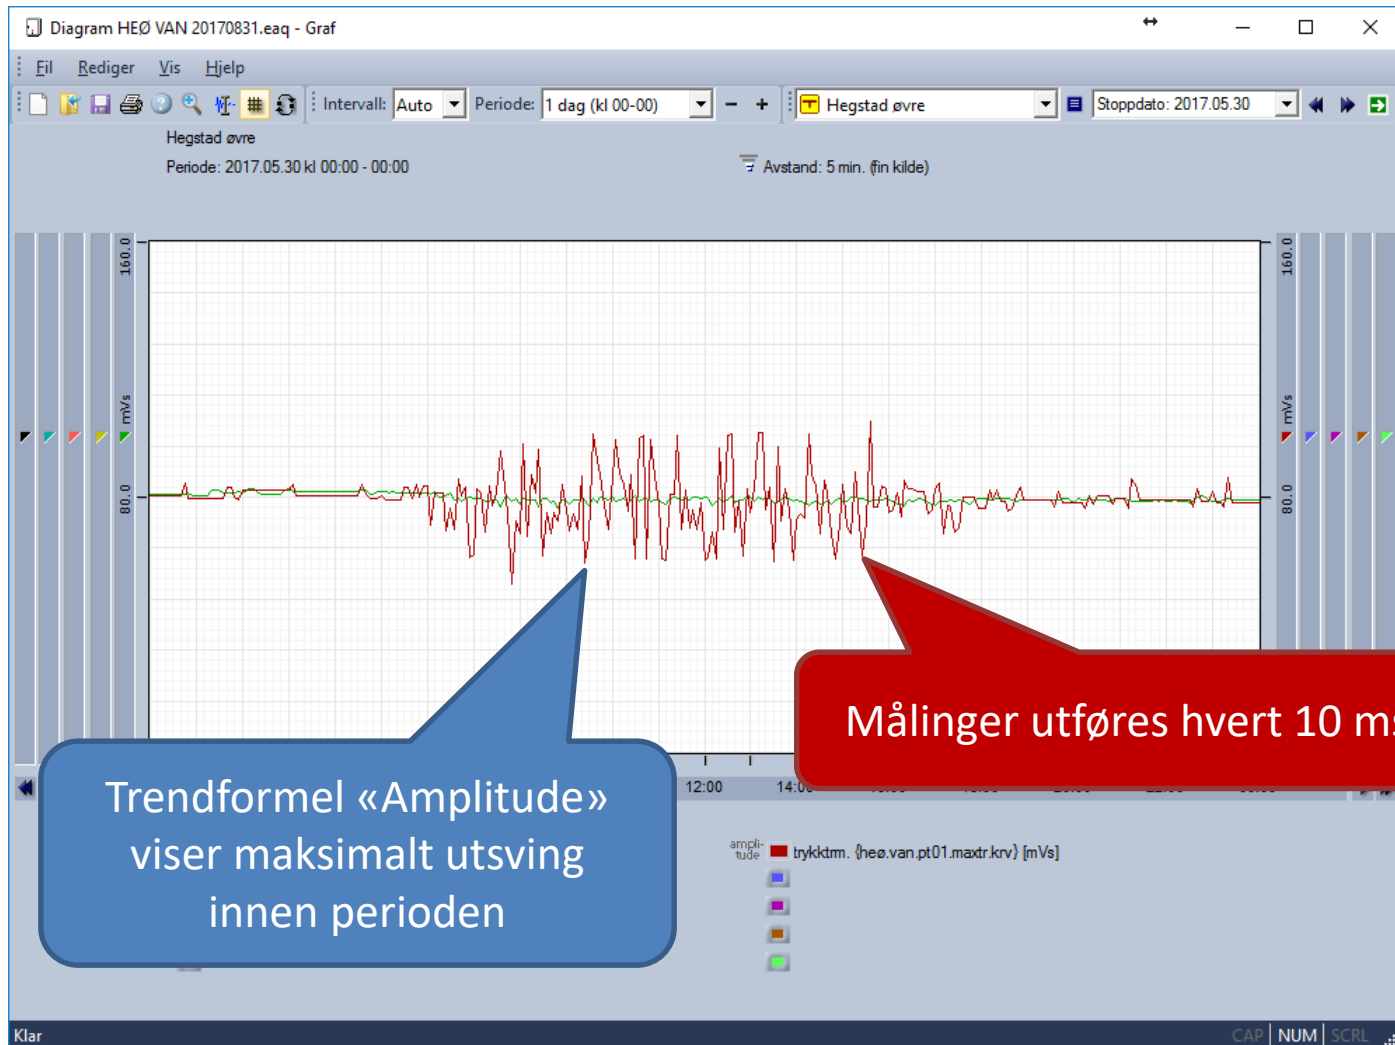 Diagram HEØ VAN 20170831.eaq - Graf
Fil Rediger Vis Hjelp
Intervall: Auto Periode: 1 dag (kl 00-00) − + Hegstad øvre Stoppdato: 2017.05.30
Hegstad øvre
Periode: 2017.05.30 kl 00:00 - 00:00
Avstand: 5 min. (fin kilde)
160.0 160.0
mVs mVs
80.0 80.0
Målinger utføres hvert 10 ms
12:00 14:00
Trendformel «Amplitude»
viser maksimalt utsving
innen perioden
ampli-
tude trykktrm. {heø.van.pt01.maxtr.krv} [mVs]
Klar
CAP NUM SCRL